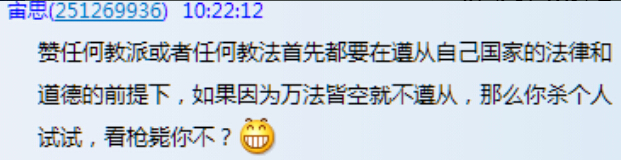 宙思(251269936) 10:22:12
赞任何教派或者任何教法首先都要在遵从自己国家的法律和
道德的前提下，如果因为万法皆空就不遵从，那么你杀个人
试试，看枪毙你不？